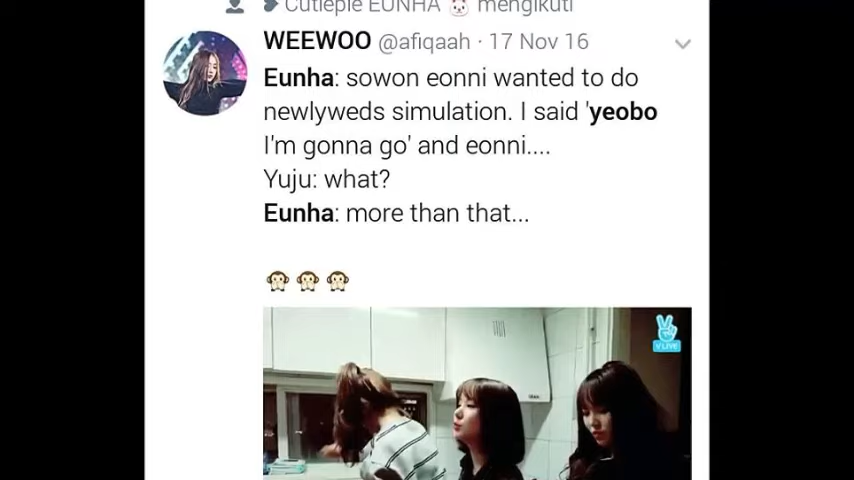 Cutiepie EUNHA 🐼 mengikuti
WEEWOO @afiqaah · 17 Nov 16
Eunha: sowon eonni wanted to do
newlyweds simulation. I said 'yeobo
I'm gonna go' and eonni....
Yuju: what?
Eunha: more than that...
🙊🙊🙊
V LIVE